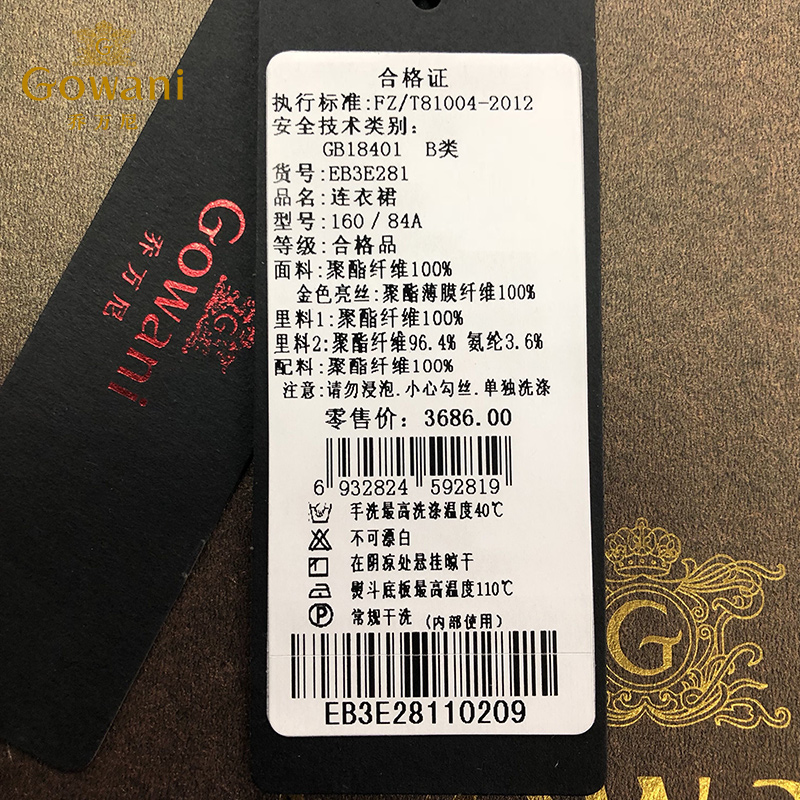 Gowani
乔万尼
Gowani
乔万尼
G
合格证
执行标准:FZ/T81004-2012
安全技术类别:
GB18401 B类
货号:EB3E281
品名:连衣裙
型号:160/84A
等级:合格品
面料:聚酯纤维100%
金色亮丝:聚酯薄膜纤维100%
里料1:聚酯纤维100%
里料2:聚酯纤维96.4% 氨纶3.6%
配料:聚酯纤维100%
注意:请勿浸泡.小心勾丝.单独洗涤
零售价: 3686.00
6 932824 592819
手洗最高洗涤温度40℃
不可漂白
在阴凉处悬挂晾干
熨斗底板最高温度110℃
P 常规干洗 (内部使用)
EB3E28110209
G